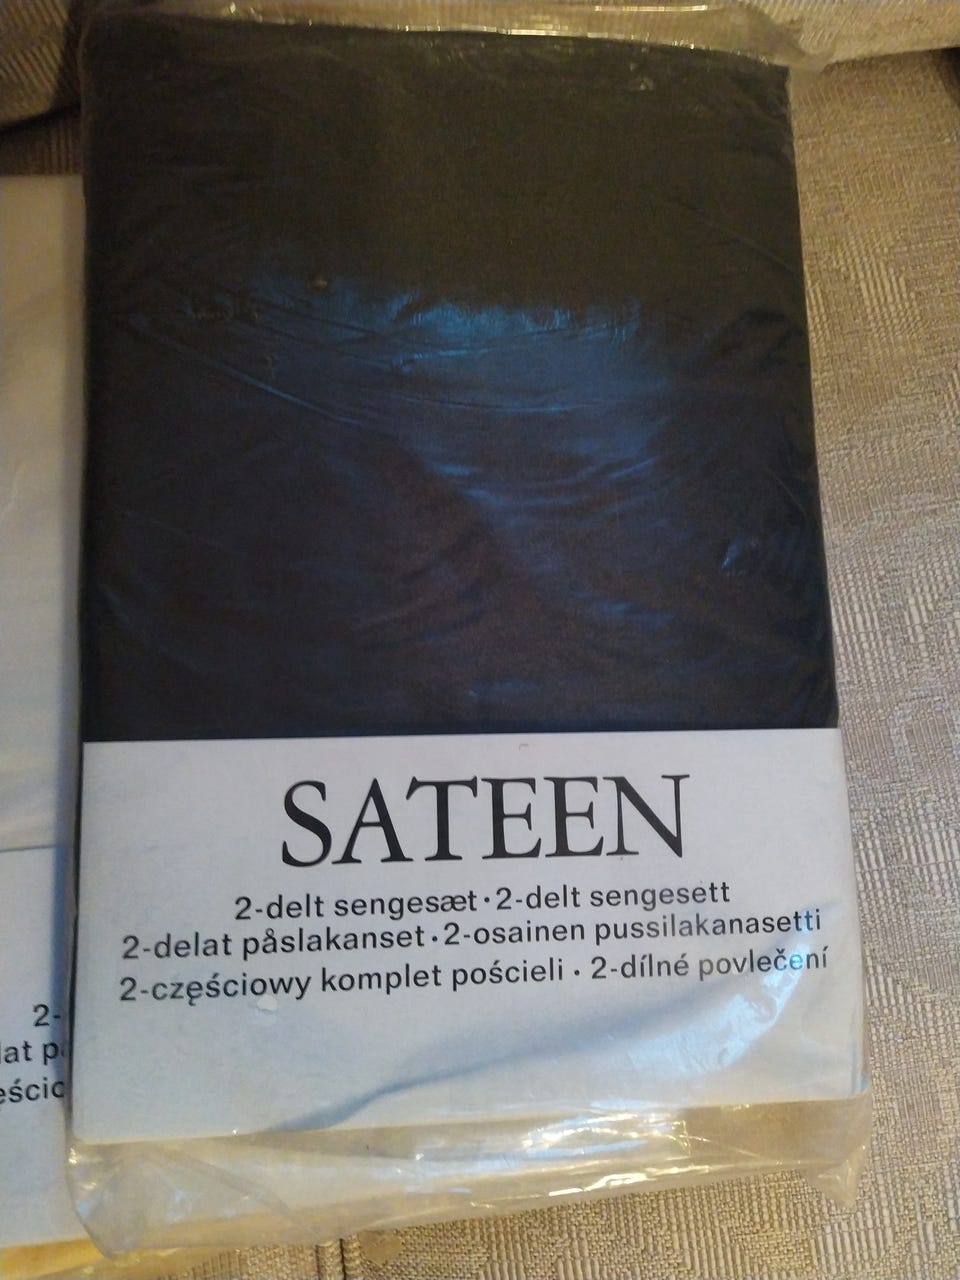 SATEEN
2-delt sengesæt · 2-delt sengesett
2-delat påslakanset · 2-osainen pussilakanasetti
2-częściowy komplet pościeli · 2-dílné povlečení
2-